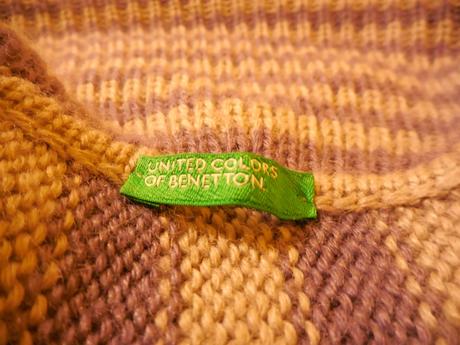 UNITED COLORS
OF BENETTON.